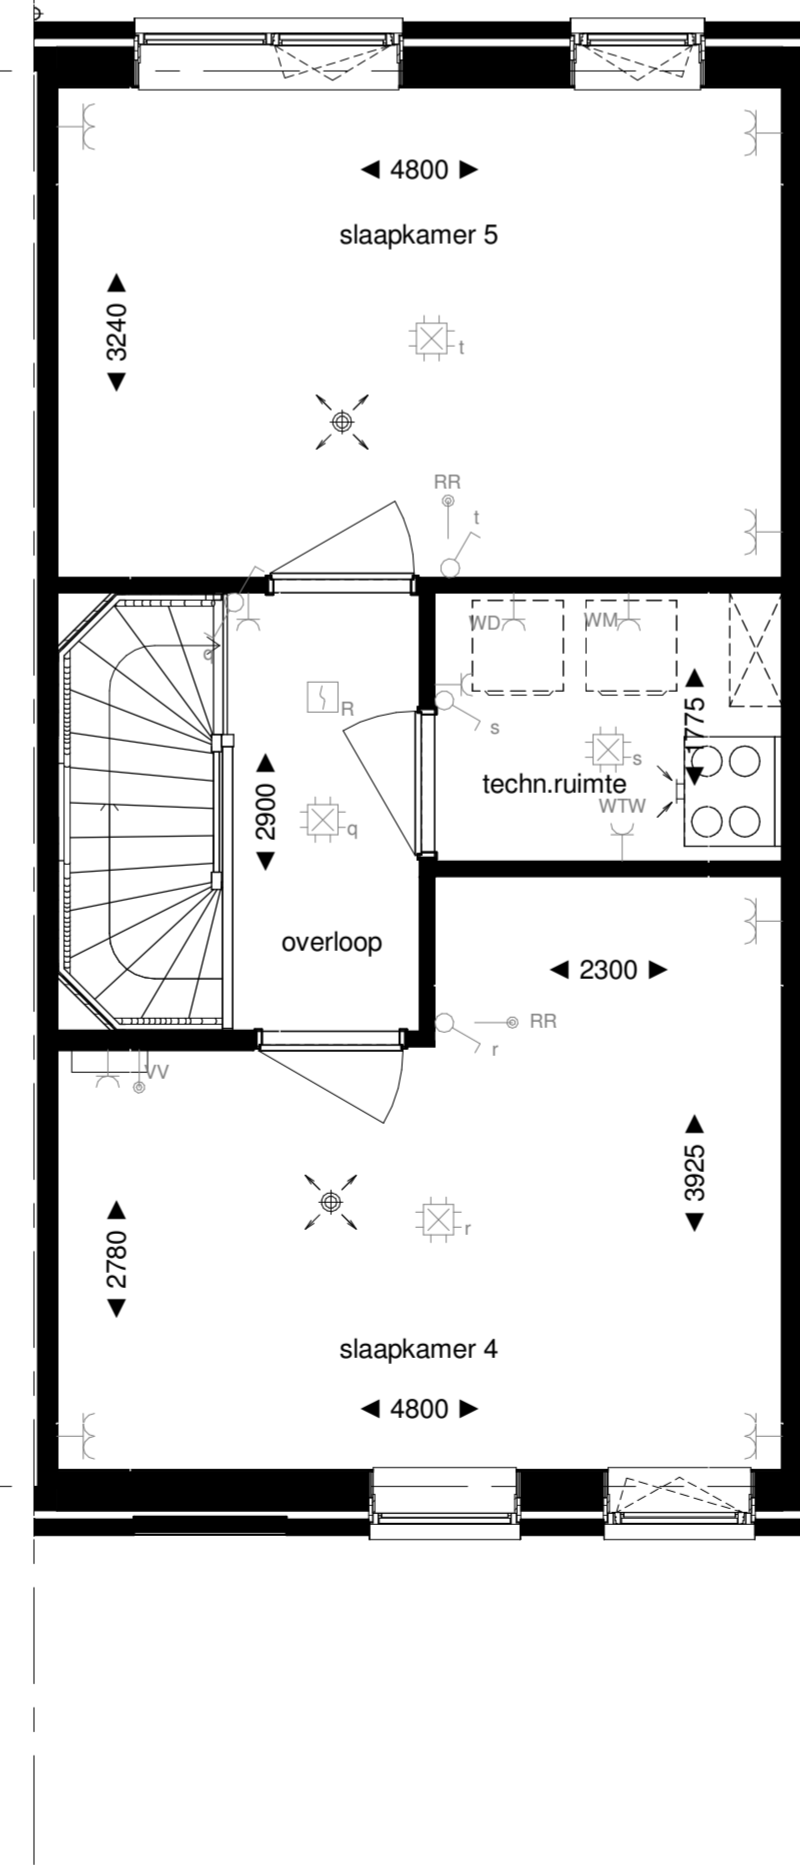 4800
slaapkamer 5
3240
t
RR
t
WD
WM
q
R
s
1775
s
techn.ruimte
WTW
2900
q
overloop
2300
RR
r
VV
3925
r
2780
slaapkamer 4
4800